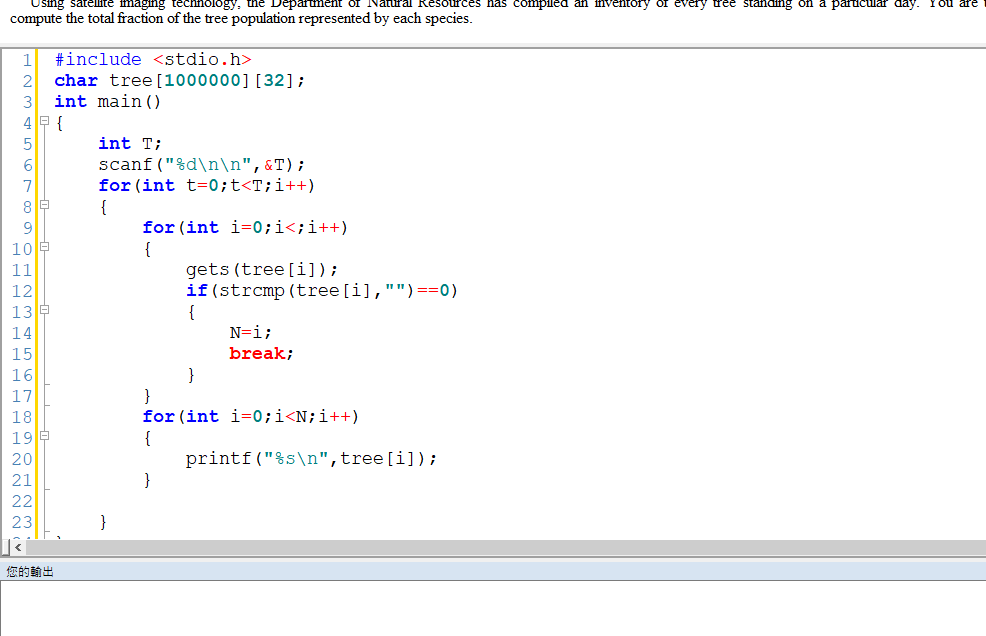 Using satellite imaging technology, the Department of Natural Resources has compiled an inventory of every tree standing on a particular day. You are
compute the total fraction of the tree population represented by each species.
1 #include <stdio.h>
2 char tree[1000000][32];
3 int main()
4 {
5 int T;
6 scanf("%d\n\n",&T);
7 for(int t=0;t<T;i++)
8 {
9 for(int i=0;i<;i++)
10 {
11 gets(tree[i]);
12 if(strcmp(tree[i],"")==0)
13 {
14 N=i;
15 break;
16 }
17 }
18 for(int i=0;i<N;i++)
19 {
20 printf("%s\n",tree[i]);
21 }
22
23 }
您的輸出